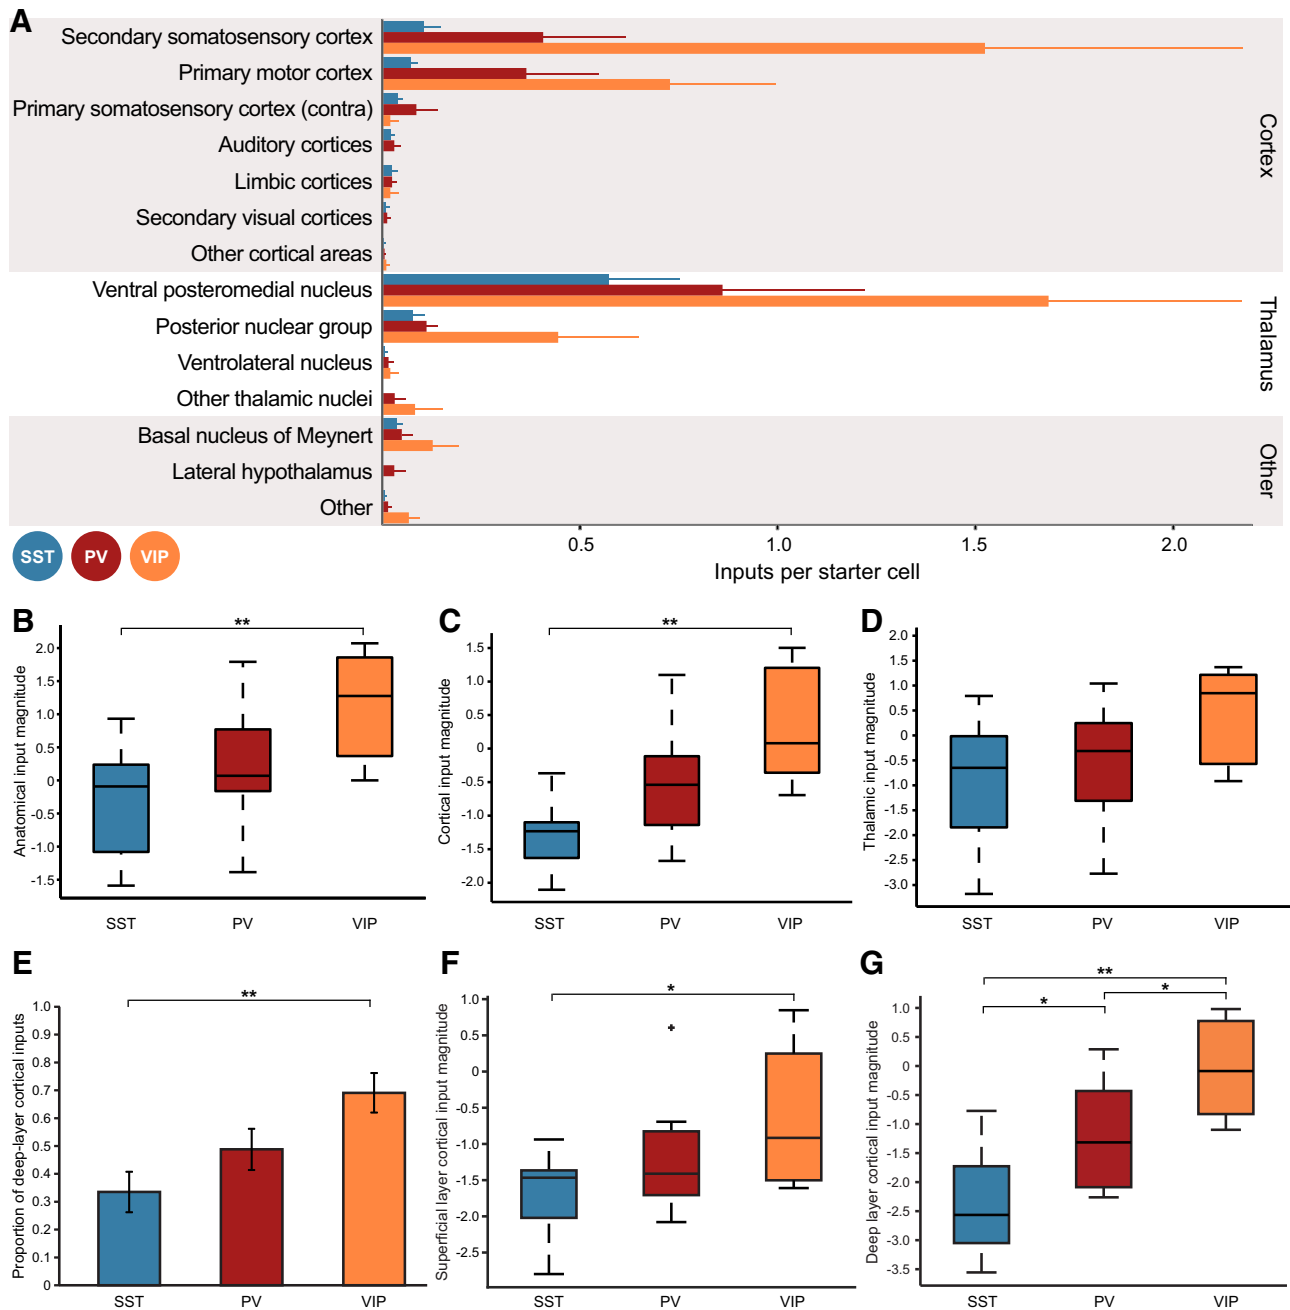 A
Secondary somatosensory cortex
Primary motor cortex
Primary somatosensory cortex (contra)
Auditory cortices
Limbic cortices
Secondary visual cortices
Other cortical areas
Cortex
Ventral posteromedial nucleus
Posterior nuclear group
Ventrolateral nucleus
Other thalamic nuclei
Thalamus
Basal nucleus of Meynert
Lateral hypothalamus
Other
Other
0.5 1.0 1.5 2.0
Inputs per starter cell
SST PV VIP
B
**
Anatomical input magnitude
2.0
1.5
1.0
0.5
0
-0.5
-1.0
-1.5
SST PV VIP
C
**
Cortical input magnitude
1.5
1.0
0.5
0
-0.5
-1.0
-1.5
-2.0
SST PV VIP
D
Thalamic input magnitude
2.0
1.5
1.0
0.5
0
-0.5
-1.0
-1.5
-2.0
-2.5
-3.0
SST PV VIP
E
**
Proportion of deep-layer cortical inputs
1.0
0.9
0.8
0.7
0.6
0.5
0.4
0.3
0.2
0.1
0
SST PV VIP
F
*
Superficial layer cortical input magnitude
1.0
0.5
0
-0.5
-1.0
-1.5
-2.0
-2.5
SST PV VIP
G
**
*
*
Deep layer cortical input magnitude
1.0
0.5
0
-0.5
-1.0
-1.5
-2.0
-2.5
-3.0
-3.5
SST PV VIP